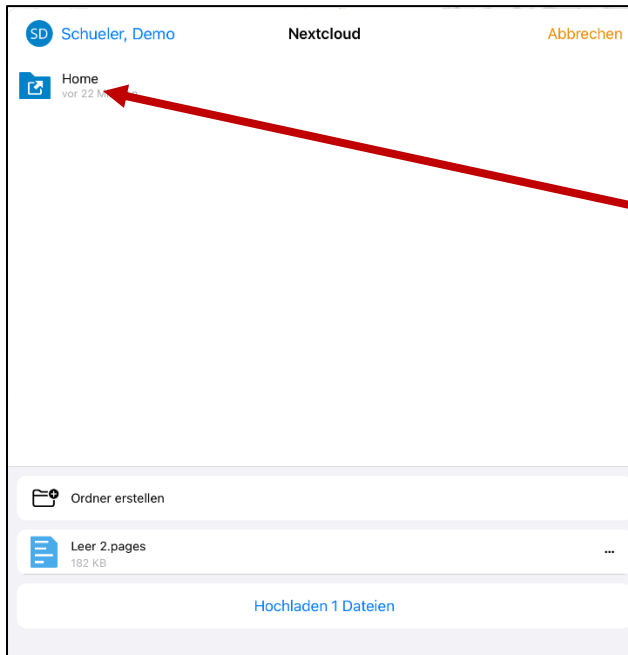 SD Schueler, Demo Nextcloud Abbrechen
Home
vor 22
Ordner erstellen
Leer 2.pages
...
182 KB
Hochladen 1 Dateien